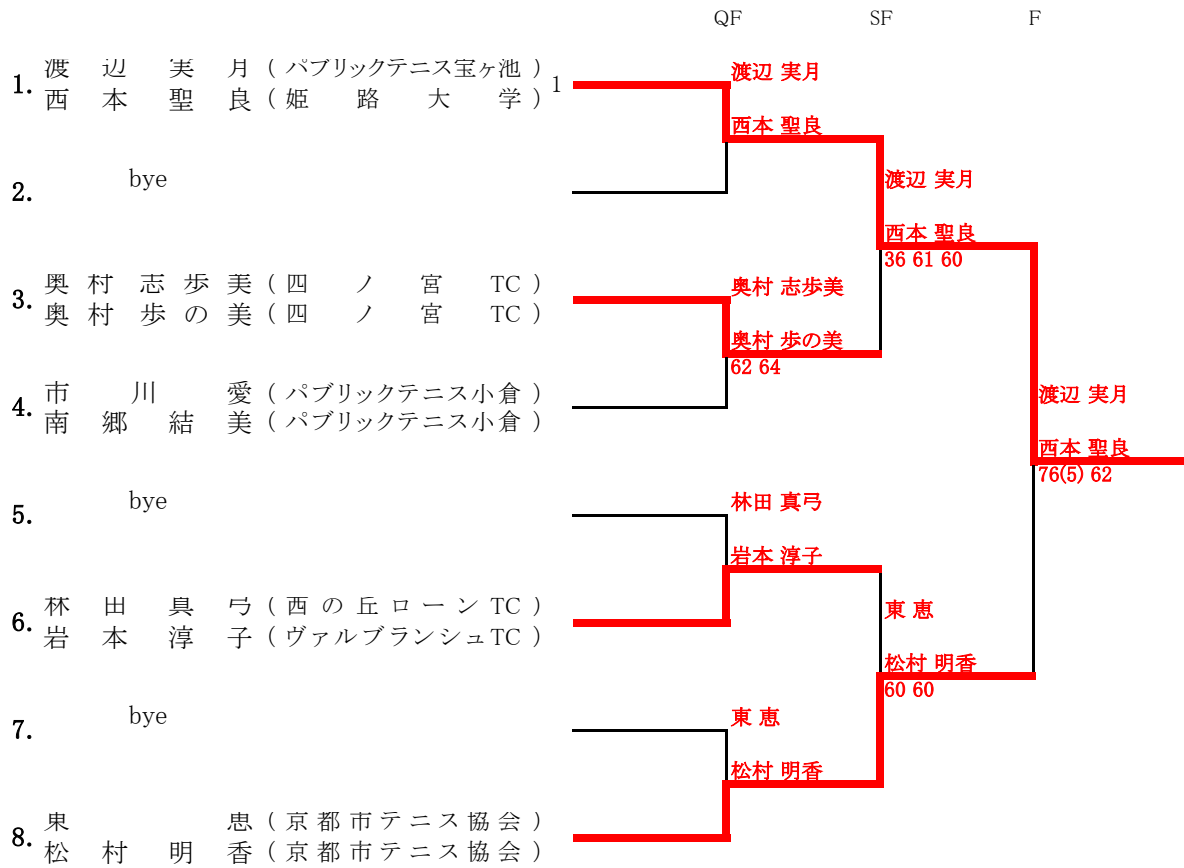 QF SF F
渡辺 実月
1. 渡辺実月(パブリックテニス宝ヶ池) 1
西本聖良(姫路大学)
西本 聖良
2. bye
渡辺 実月
西本 聖良
36 61 60
3. 奥村志歩美(四ノ宮TC)
奥村歩の美(四ノ宮TC)
奥村 志歩美
奥村 歩の美
62 64
4. 市川愛(パブリックテニス小倉)
南郷結美(パブリックテニス小倉)
渡辺 実月
西本 聖良
76(5) 62
5. bye
林田 真弓
岩本 淳子
6. 林田真弓(西の丘ローンTC)
岩本淳子(ヴァルブランシュTC)
東 恵
松村 明香
60 60
7. bye
東 恵
松村 明香
8. 東恵(京都市テニス協会)
松村明香(京都市テニス協会)